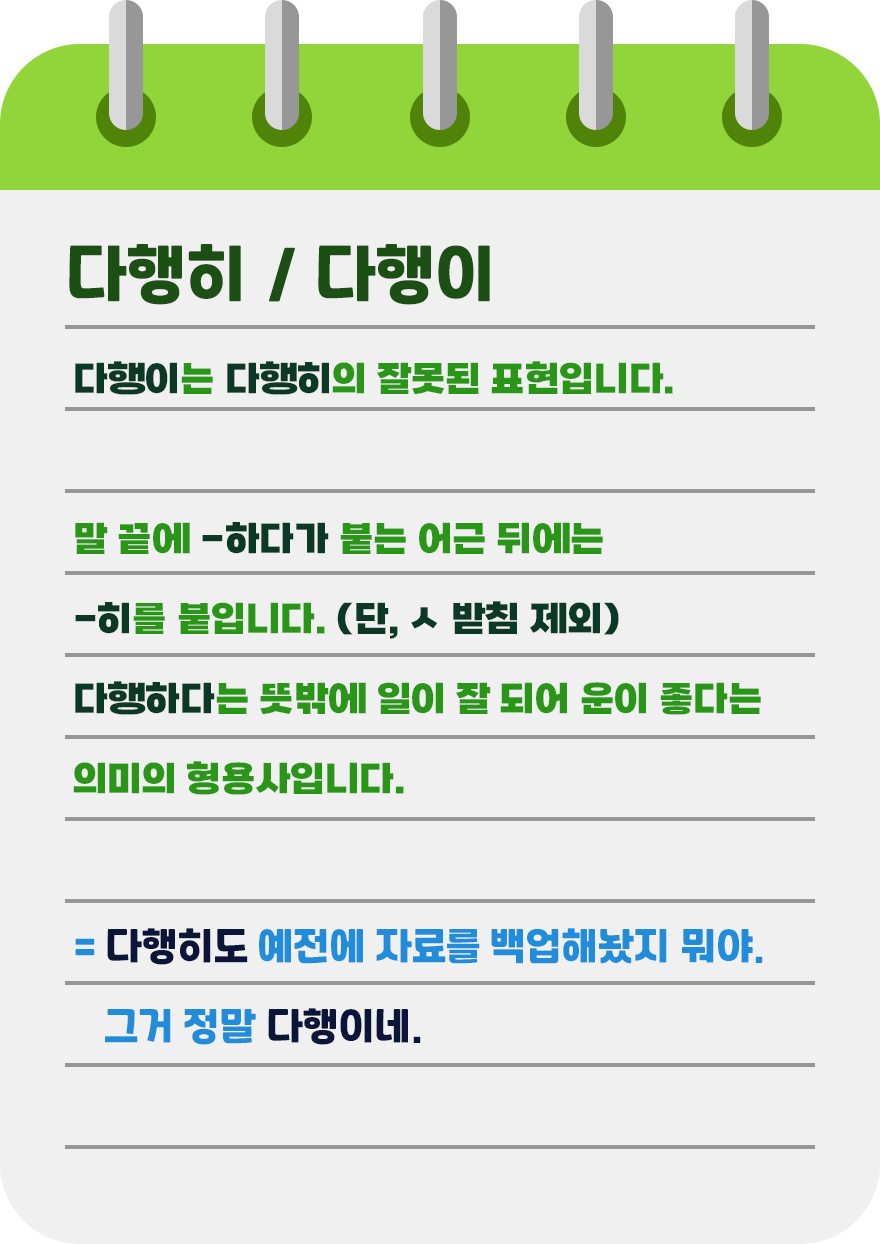 다행히 / 다행이
다행이는 다행히의 잘못된 표현입니다.
말 끝에 -하다가 붙는 어근 뒤에는
-히를 붙입니다. (단, ㅅ 받침 제외)
다행하다는 뜻밖에 일이 잘 되어 운이 좋다는
의미의 형용사입니다.
= 다행히도 예전에 자료를 백업해놨지 뭐야.
그거 정말 다행이네.